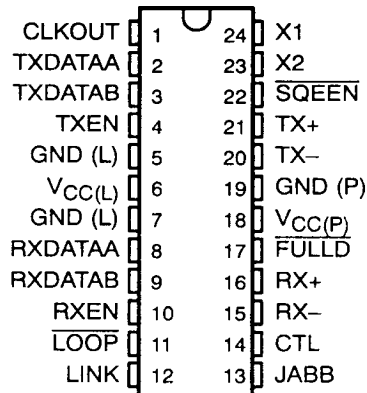 CLKOUT 1 24 X1
TXDATAA 2 23 X2
TXDATAB 3 22 SQEEN
TXEN 4 21 TX+
GND (L) 5 20 TX–
VCC(L) 6 19 GND (P)
GND (L) 7 18 VCC(P)
RXDATAA 8 17 FULLD
RXDATAB 9 16 RX+
RXEN 10 15 RX–
LOOP 11 14 CTL
LINK 12 13 JABB